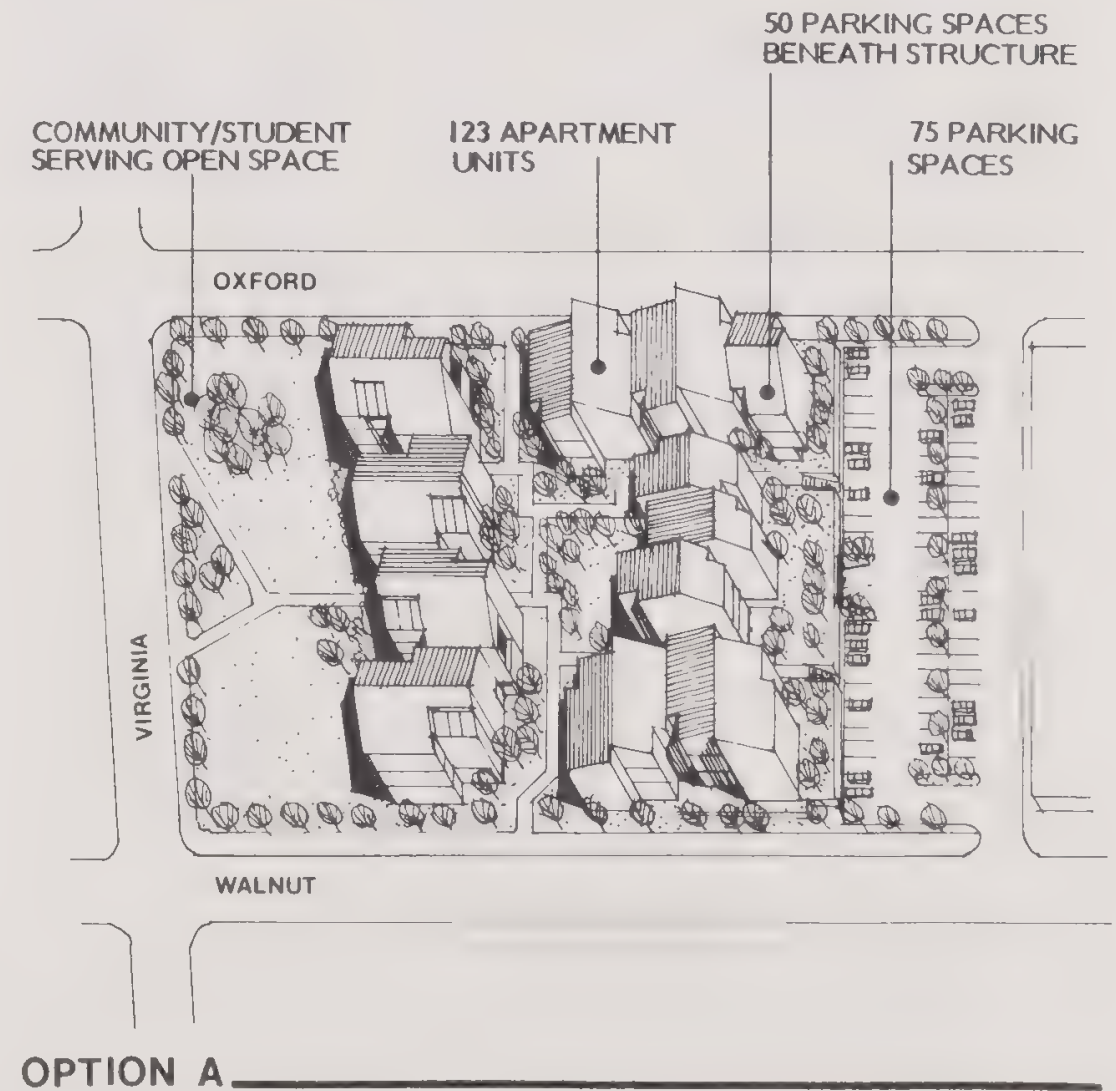 50 PARKING SPACES
BENEATH STRUCTURE
COMMUNITY/STUDENT
SERVING OPEN SPACE
123 APARTMENT
UNITS
75 PARKING
SPACES
OXFORD
VIRGINIA
WALNUT
OPTION A